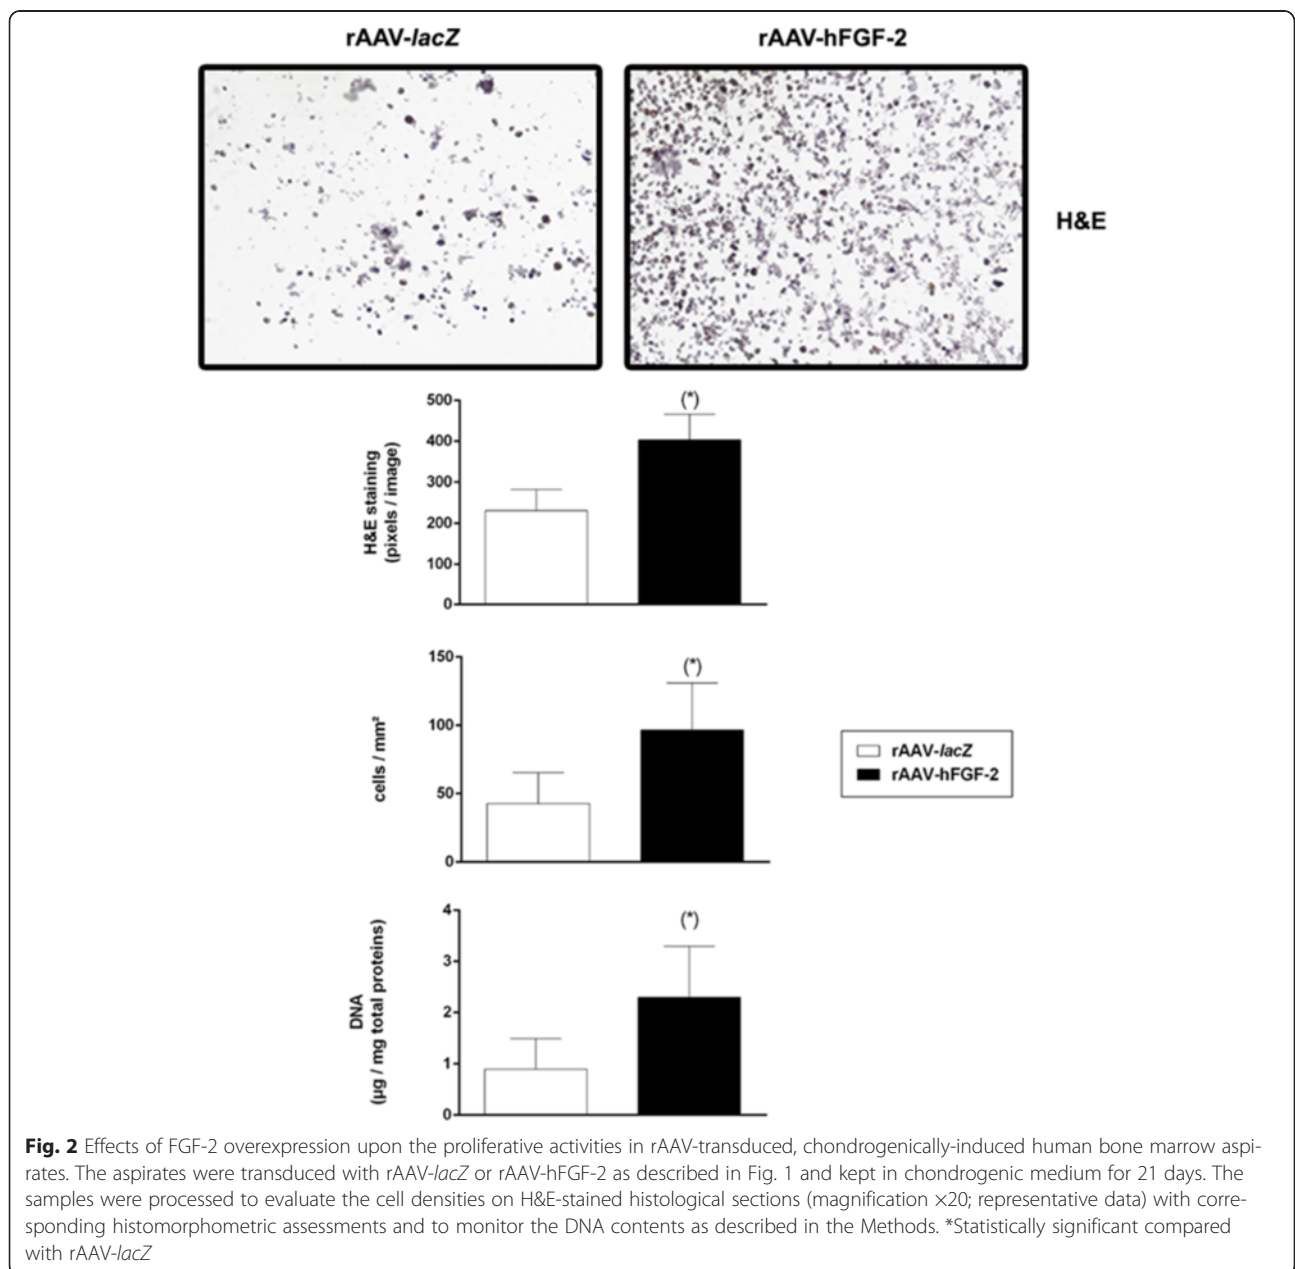 rAAV-lacZ rAAV-hFGF-2
H&E
500
400
300
200
100
0
H&E staining
(pixels / image)
(*)
150
100
50
0
cells / mm²
(*)
rAAV-lacZ
rAAV-hFGF-2
4
3
2
1
0
DNA
(µg / mg total proteins)
(*)
Fig. 2 Effects of FGF-2 overexpression upon the proliferative activities in rAAV-transduced, chondrogenically-induced human bone marrow aspi-
rates. The aspirates were transduced with rAAV-lacZ or rAAV-hFGF-2 as described in Fig. 1 and kept in chondrogenic medium for 21 days. The
samples were processed to evaluate the cell densities on H&E-stained histological sections (magnification ×20; representative data) with corre-
sponding histomorphometric assessments and to monitor the DNA contents as described in the Methods. *Statistically significant compared
with rAAV-lacZ